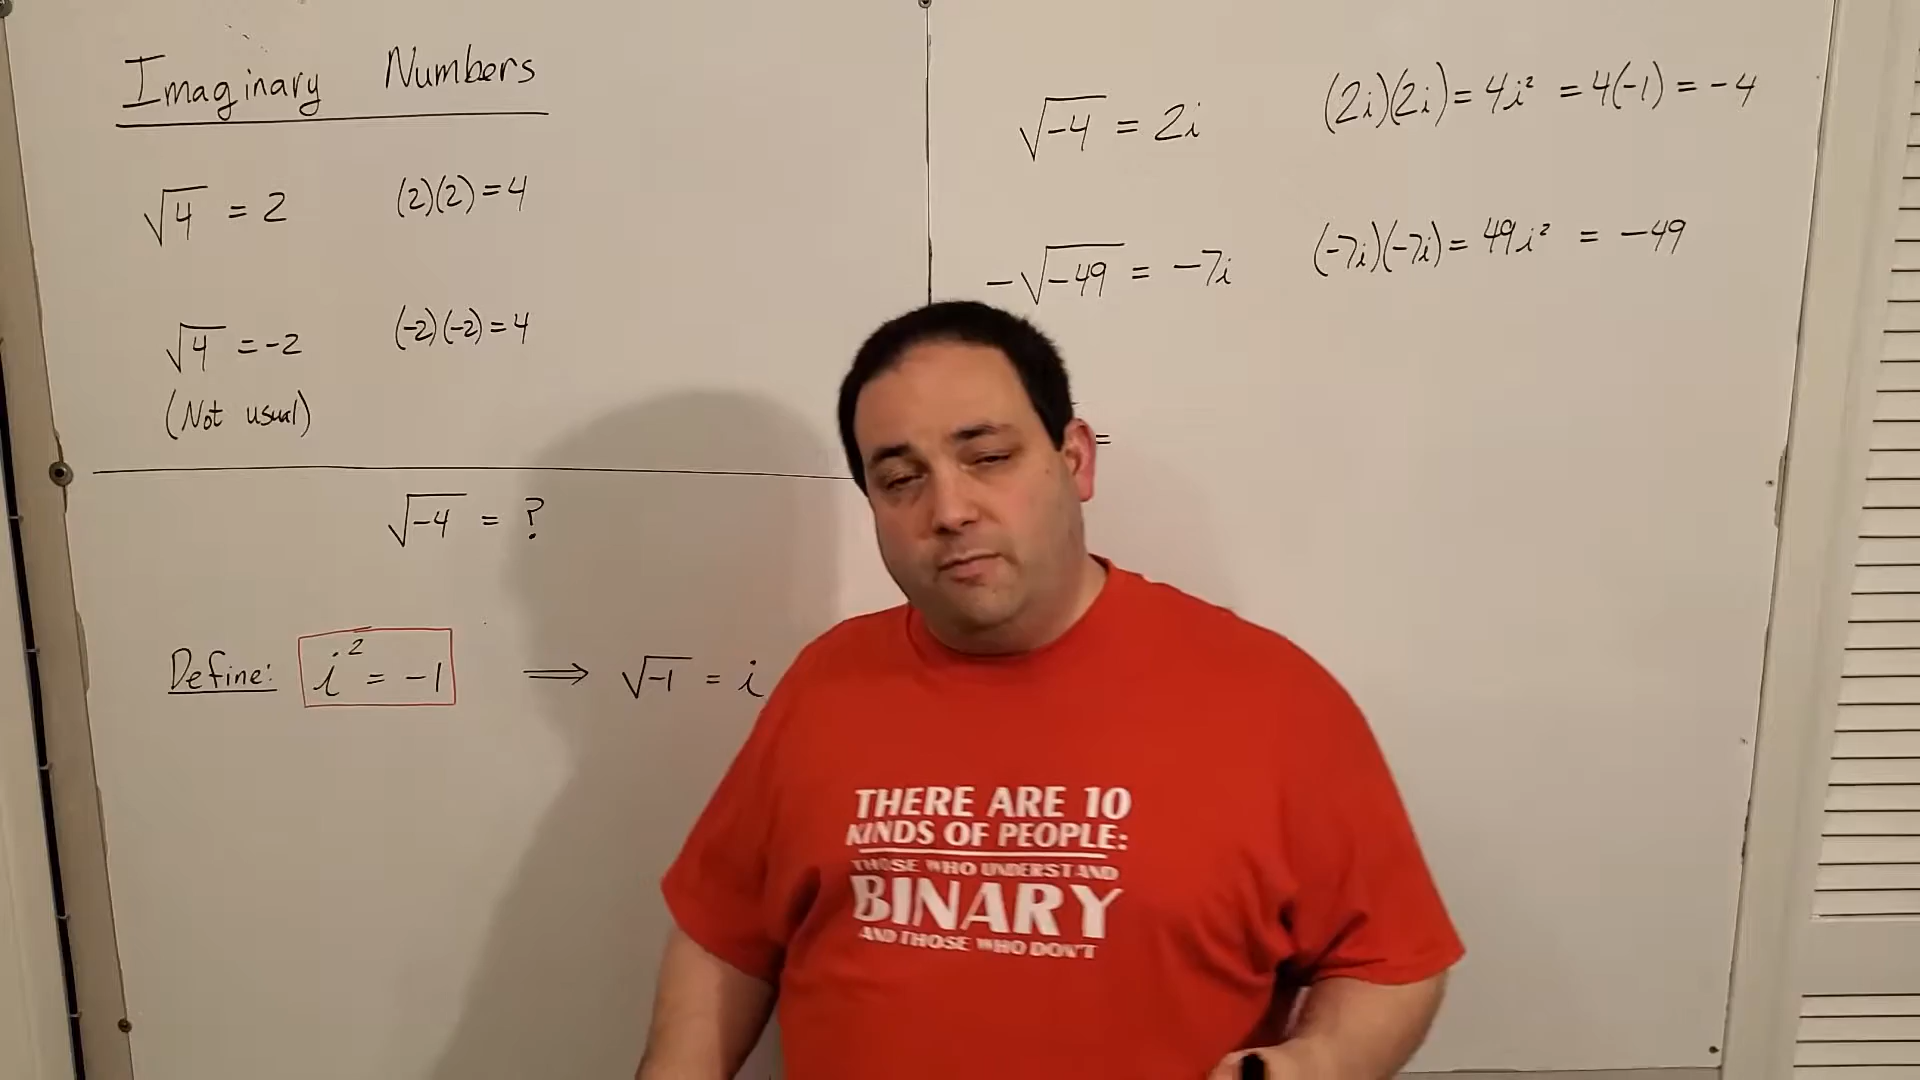 Imaginary Numbers
√4 = 2 (2)(2) = 4
√4 = -2 (-2)(-2) = 4
(Not usual)
√-4 = ?
Define: i² = -1 ⟹ √-1 = i
√-4 = 2i (2i)(2i) = 4i² = 4(-1) = -4
-√-49 = -7i (-7i)(-7i) = 49i² = -49
=
THERE ARE 10
KINDS OF PEOPLE:
THOSE WHO UNDERSTAND
BINARY
AND THOSE WHO DON'T